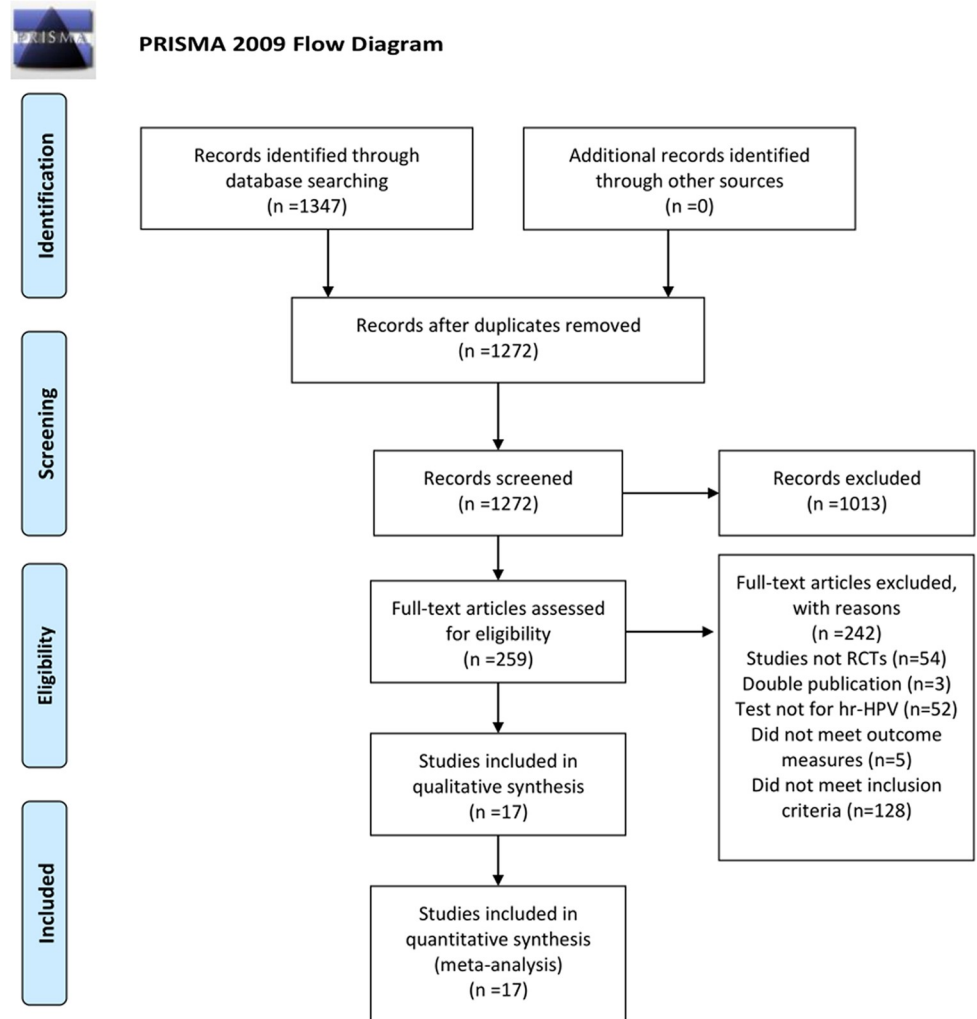 PRISMA
PRISMA 2009 Flow Diagram
Identification
Records identified through
database searching
(n =1347)
Additional records identified
through other sources
(n =0)
Records after duplicates removed
(n =1272)
Screening
Records screened
(n =1272)
Records excluded
(n =1013)
Eligibility
Full-text articles assessed
for eligibility
(n =259)
Full-text articles excluded,
with reasons
(n =242)
Studies not RCTs (n=54)
Double publication (n=3)
Test not for hr-HPV (n=52)
Did not meet outcome
measures (n=5)
Did not meet inclusion
criteria (n=128)
Studies included in
qualitative synthesis
(n =17)
Included
Studies included in
quantitative synthesis
(meta-analysis)
(n =17)